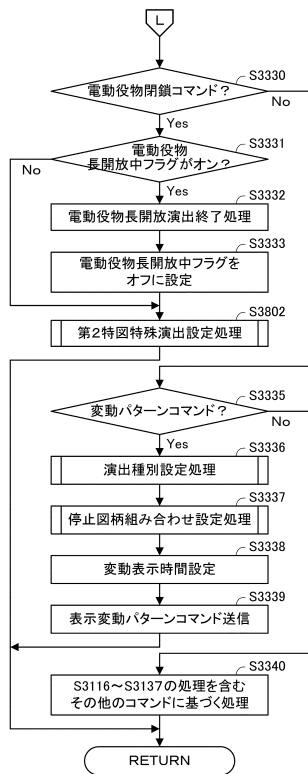 L
S3330
電動役物閉鎖コマンド？
No
Yes
S3331
電動役物
長開放中フラグがオン？
No
Yes
S3332
電動役物長開放演出終了処理
S3333
電動役物長開放中フラグを
オフに設定
S3802
第２特図特殊演出設定処理
S3335
変動パターンコマンド？
No
Yes
S3336
演出種別設定処理
S3337
停止図柄組み合わせ設定処理
S3338
変動表示時間設定
S3339
表示変動パターンコマンド送信
S3340
S3116～S3137の処理を含む
その他のコマンドに基づく処理
RETURN